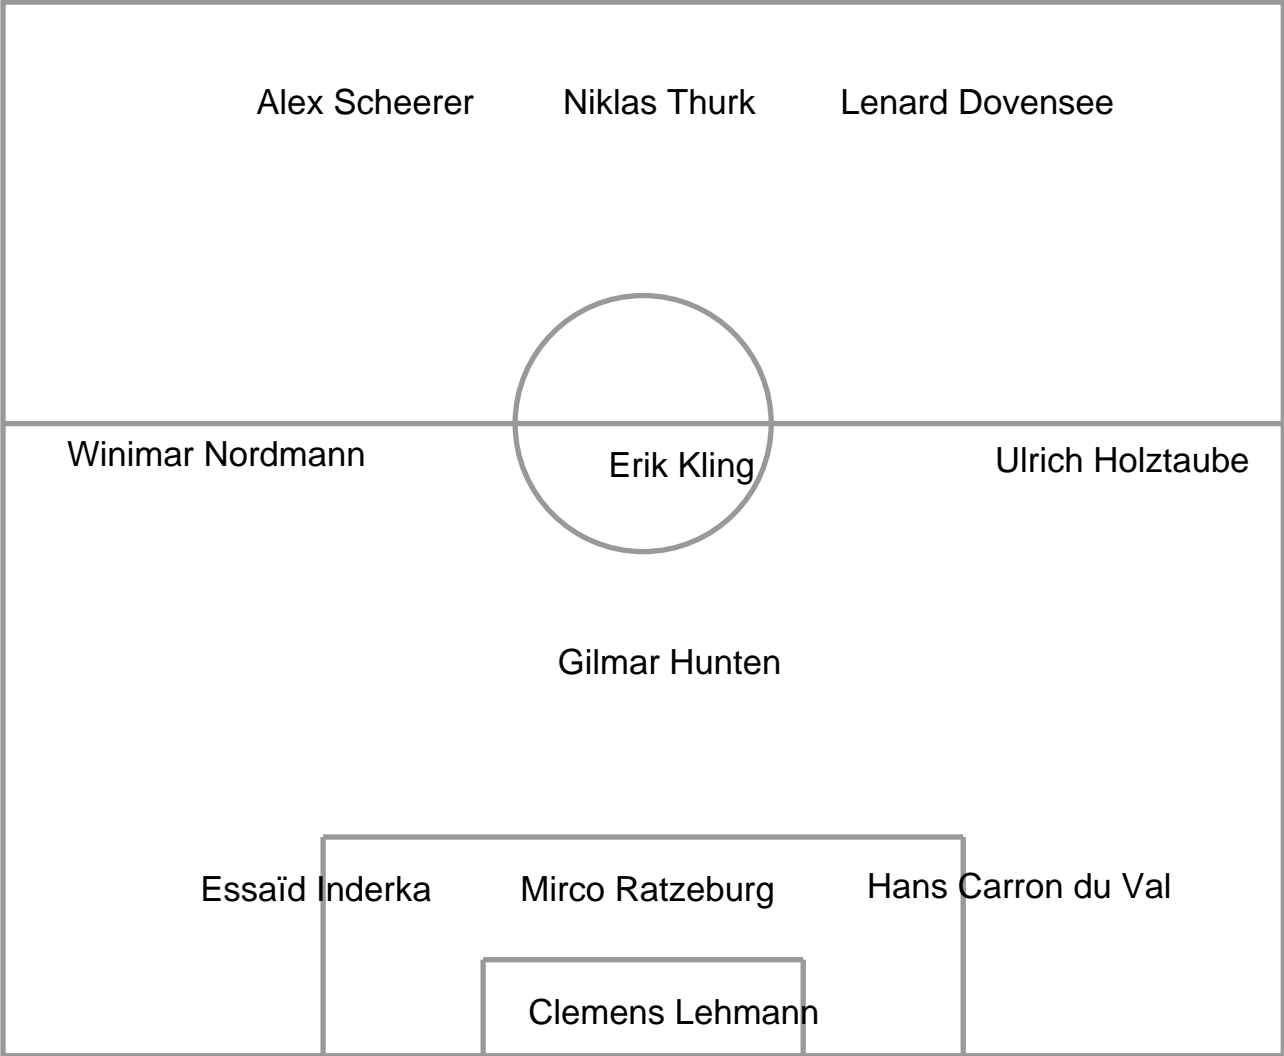 Alex Scheerer
Niklas Thurk
Lenard Dovensee
Winimar Nordmann
Erik Kling
Ulrich Holztaube
Gilmar Hunten
Essaïd Inderka
Mirco Ratzeburg
Hans Carron du Val
Clemens Lehmann